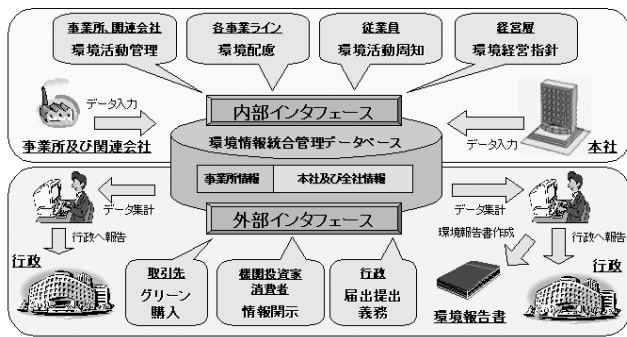 事業所、関連会社
環境活動管理
各事業ライン
環境配慮
従業員
環境活動周知
経営層
環境経営指針
データ入力
事業所及び関連会社
内部インタフェース
環境情報統合管理データベース
データ入力
本社
事業所情報
本社及び全社情報
外部インタフェース
データ集計
行政へ報告
行政
データ集計
環境報告書作成
行政へ報告
行政
環境報告書
取引先
グリーン
購入
機関投資家
消費者
情報開示
行政
届出提出
義務